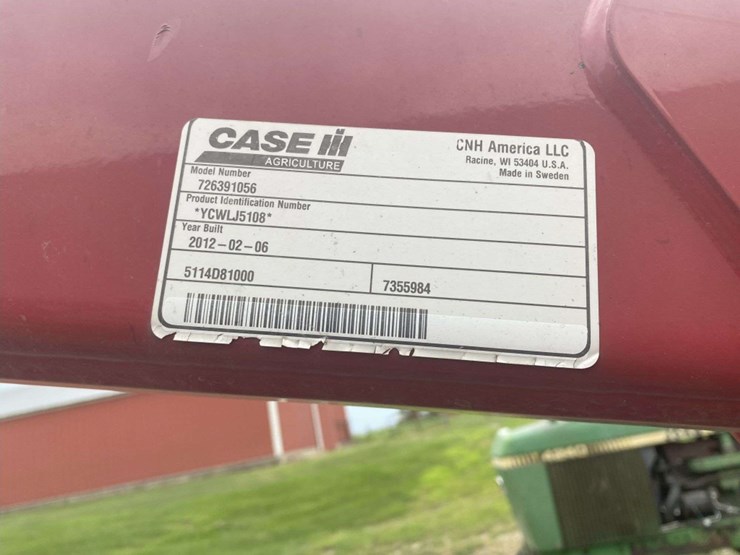 CASE IH
AGRICULTURE
CNH America LLC
Racine, WI 53404 U.S.A.
Made in Sweden
Model Number
726391056
Product Identification Number
*YCWLJ5108*
Year Built
2012-02-06
5114D81000
7355984